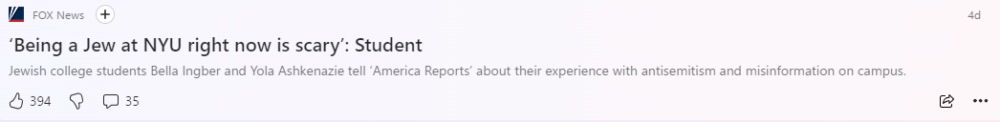 FOX News
4d
‘Being a Jew at NYU right now is scary’: Student
Jewish college students Bella Ingber and Yola Ashkenazie tell ‘America Reports’ about their experience with antisemitism and misinformation on campus.
394 35